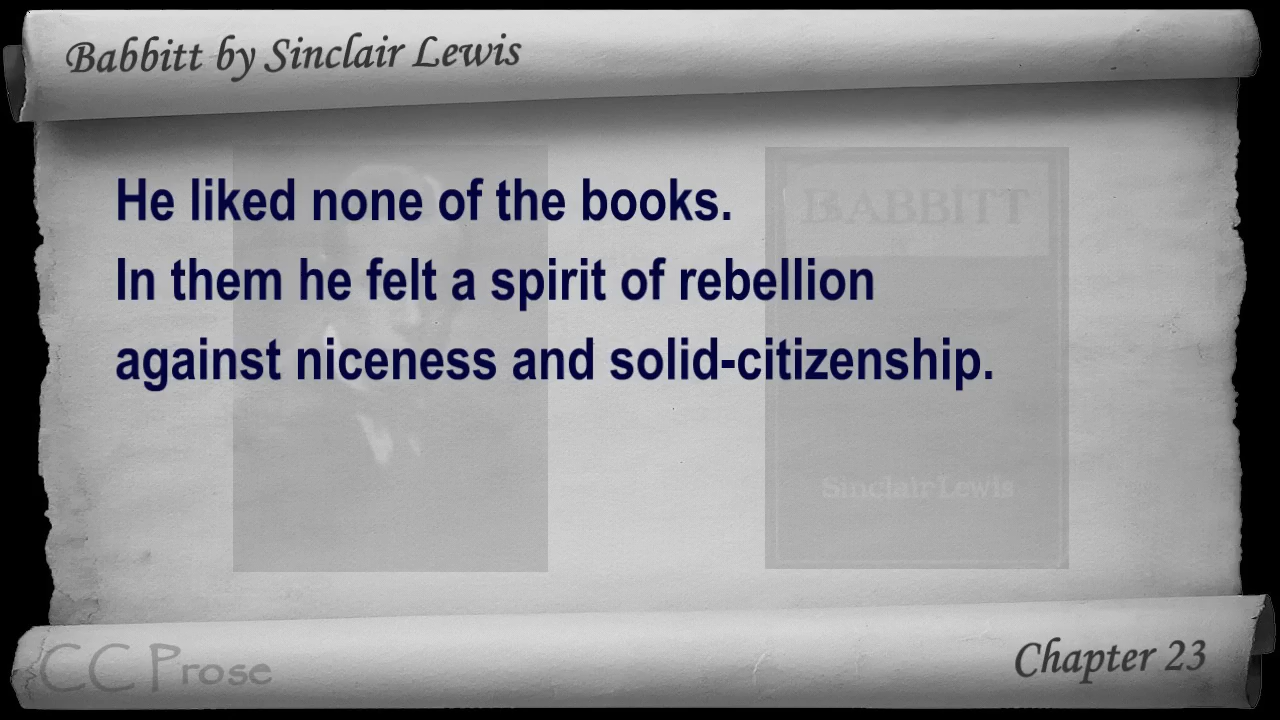 Babbitt by Sinclair Lewis
He liked none of the books.
In them he felt a spirit of rebellion
against niceness and solid-citizenship.
BABBITT
Sinclair Lewis
CC Prose
Chapter 23